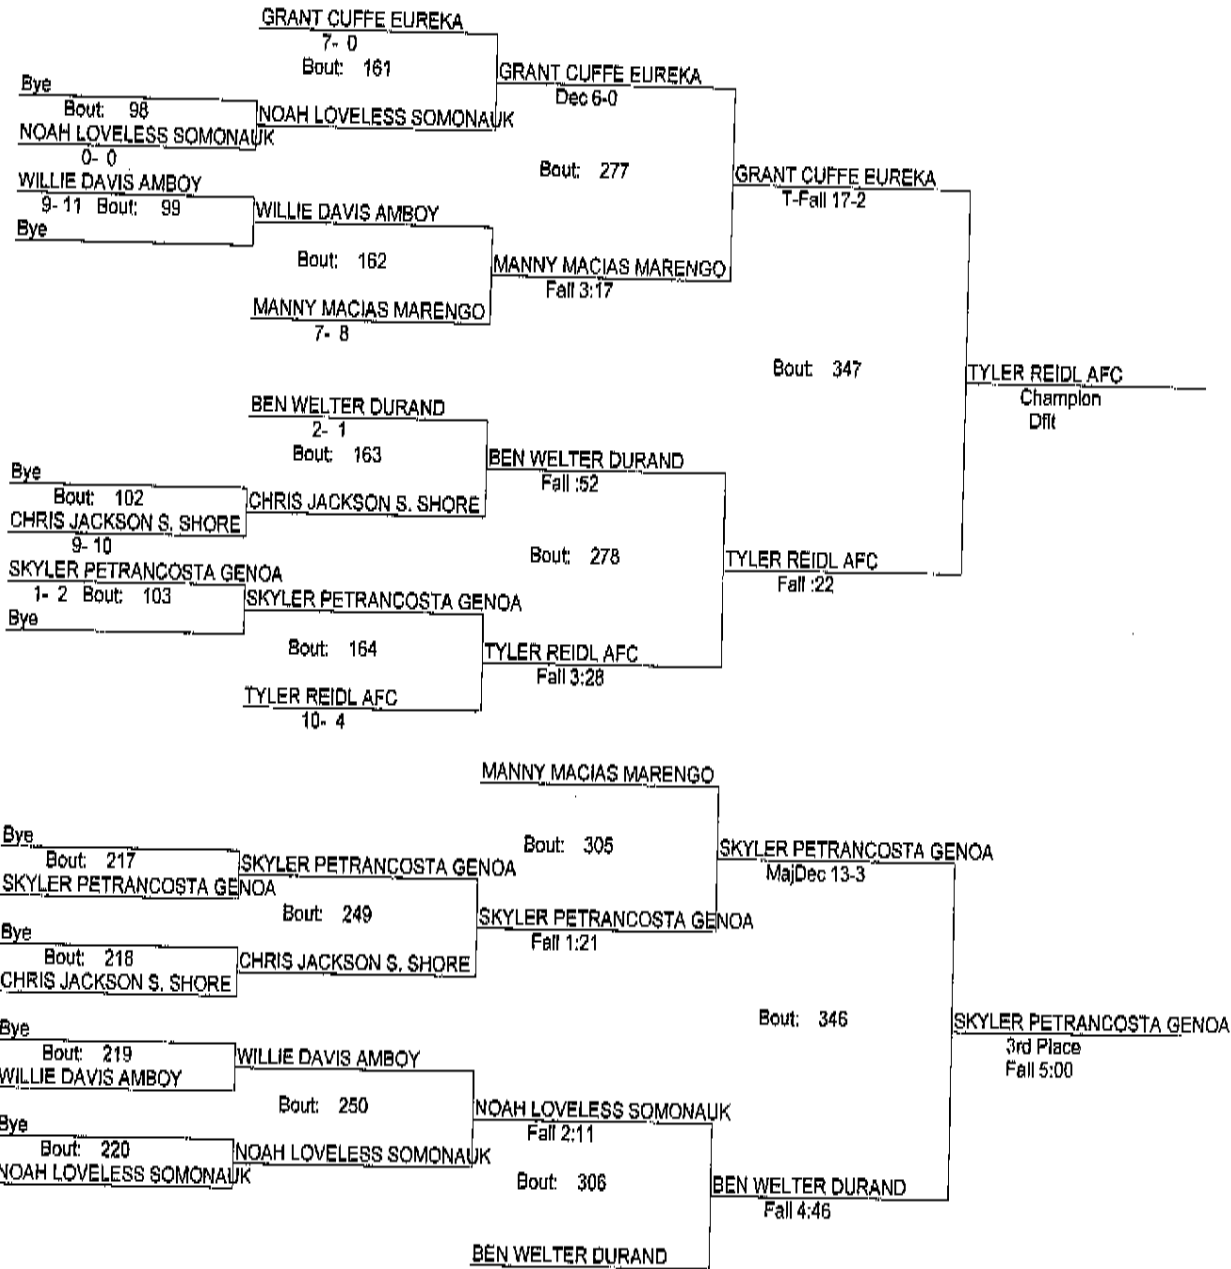 GRANT CUFFE EUREKA
7- 0
Bout: 161
GRANT CUFFE EUREKA
Dec 6-0
Bye
Bout: 98
NOAH LOVELESS SOMONAUK
NOAH LOVELESS SOMONAUK
0- 0
Bout: 277
GRANT CUFFE EUREKA
T-Fall 17-2
WILLIE DAVIS AMBOY
9- 11 Bout: 99
WILLIE DAVIS AMBOY
Bye
Bout: 162
MANNY MACIAS MARENGO
Fall 3:17
MANNY MACIAS MARENGO
7- 8
Bout: 347
TYLER REIDL AFC
Champion
Dflt
BEN WELTER DURAND
2- 1
Bout: 163
BEN WELTER DURAND
Fall :52
Bye
Bout: 102
CHRIS JACKSON S. SHORE
CHRIS JACKSON S. SHORE
9- 10
Bout: 278
TYLER REIDL AFC
Fall :22
SKYLER PETRANCOSTA GENOA
1- 2 Bout: 103
SKYLER PETRANCOSTA GENOA
Bye
Bout: 164
TYLER REIDL AFC
Fall 3:28
TYLER REIDL AFC
10- 4
MANNY MACIAS MARENGO
Bout: 305
SKYLER PETRANCOSTA GENOA
MajDec 13-3
Bye
Bout: 217
SKYLER PETRANCOSTA GENOA
SKYLER PETRANCOSTA GENOA
Bout: 249
SKYLER PETRANCOSTA GENOA
Fall 1:21
Bye
Bout: 218
CHRIS JACKSON S. SHORE
CHRIS JACKSON S. SHORE
Bout: 346
SKYLER PETRANCOSTA GENOA
3rd Place
Fall 5:00
Bye
Bout: 219
WILLIE DAVIS AMBOY
WILLIE DAVIS AMBOY
Bout: 250
NOAH LOVELESS SOMONAUK
Fall 2:11
Bye
Bout: 220
NOAH LOVELESS SOMONAUK
NOAH LOVELESS SOMONAUK
Bout: 306
BEN WELTER DURAND
Fall 4:46
BEN WELTER DURAND